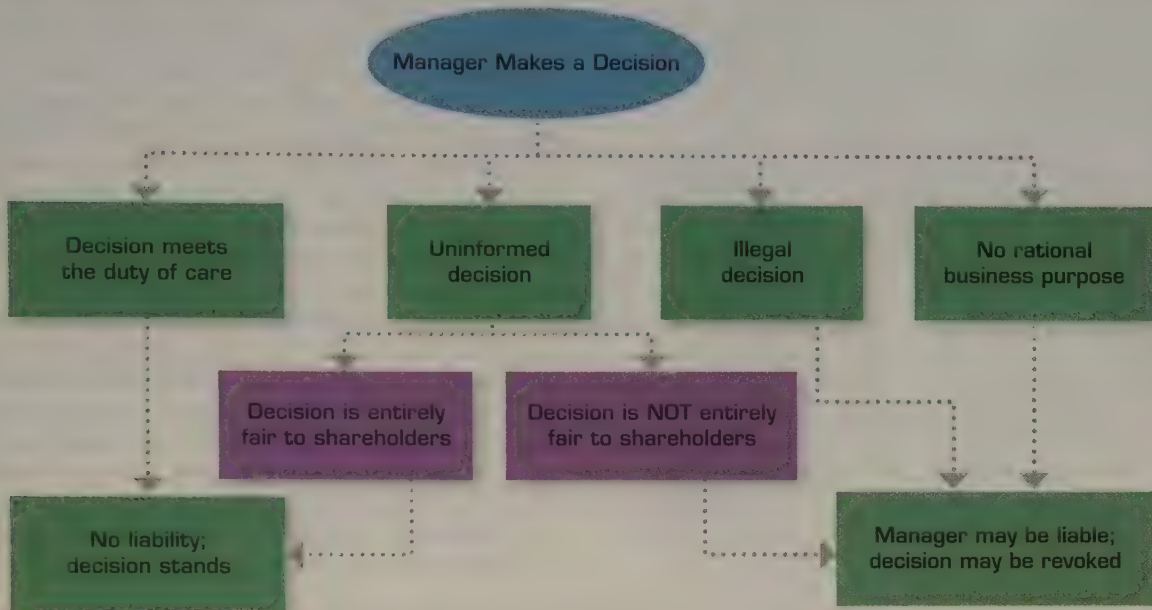 Manager Makes a Decision
Decision meets
the duty of care
Uninformed
decision
Illegal
decision
No rational
business purpose
Decision is entirely
fair to shareholders
Decision is NOT entirely
fair to shareholders
No liability;
decision stands
Manager may be liable;
decision may be revoked